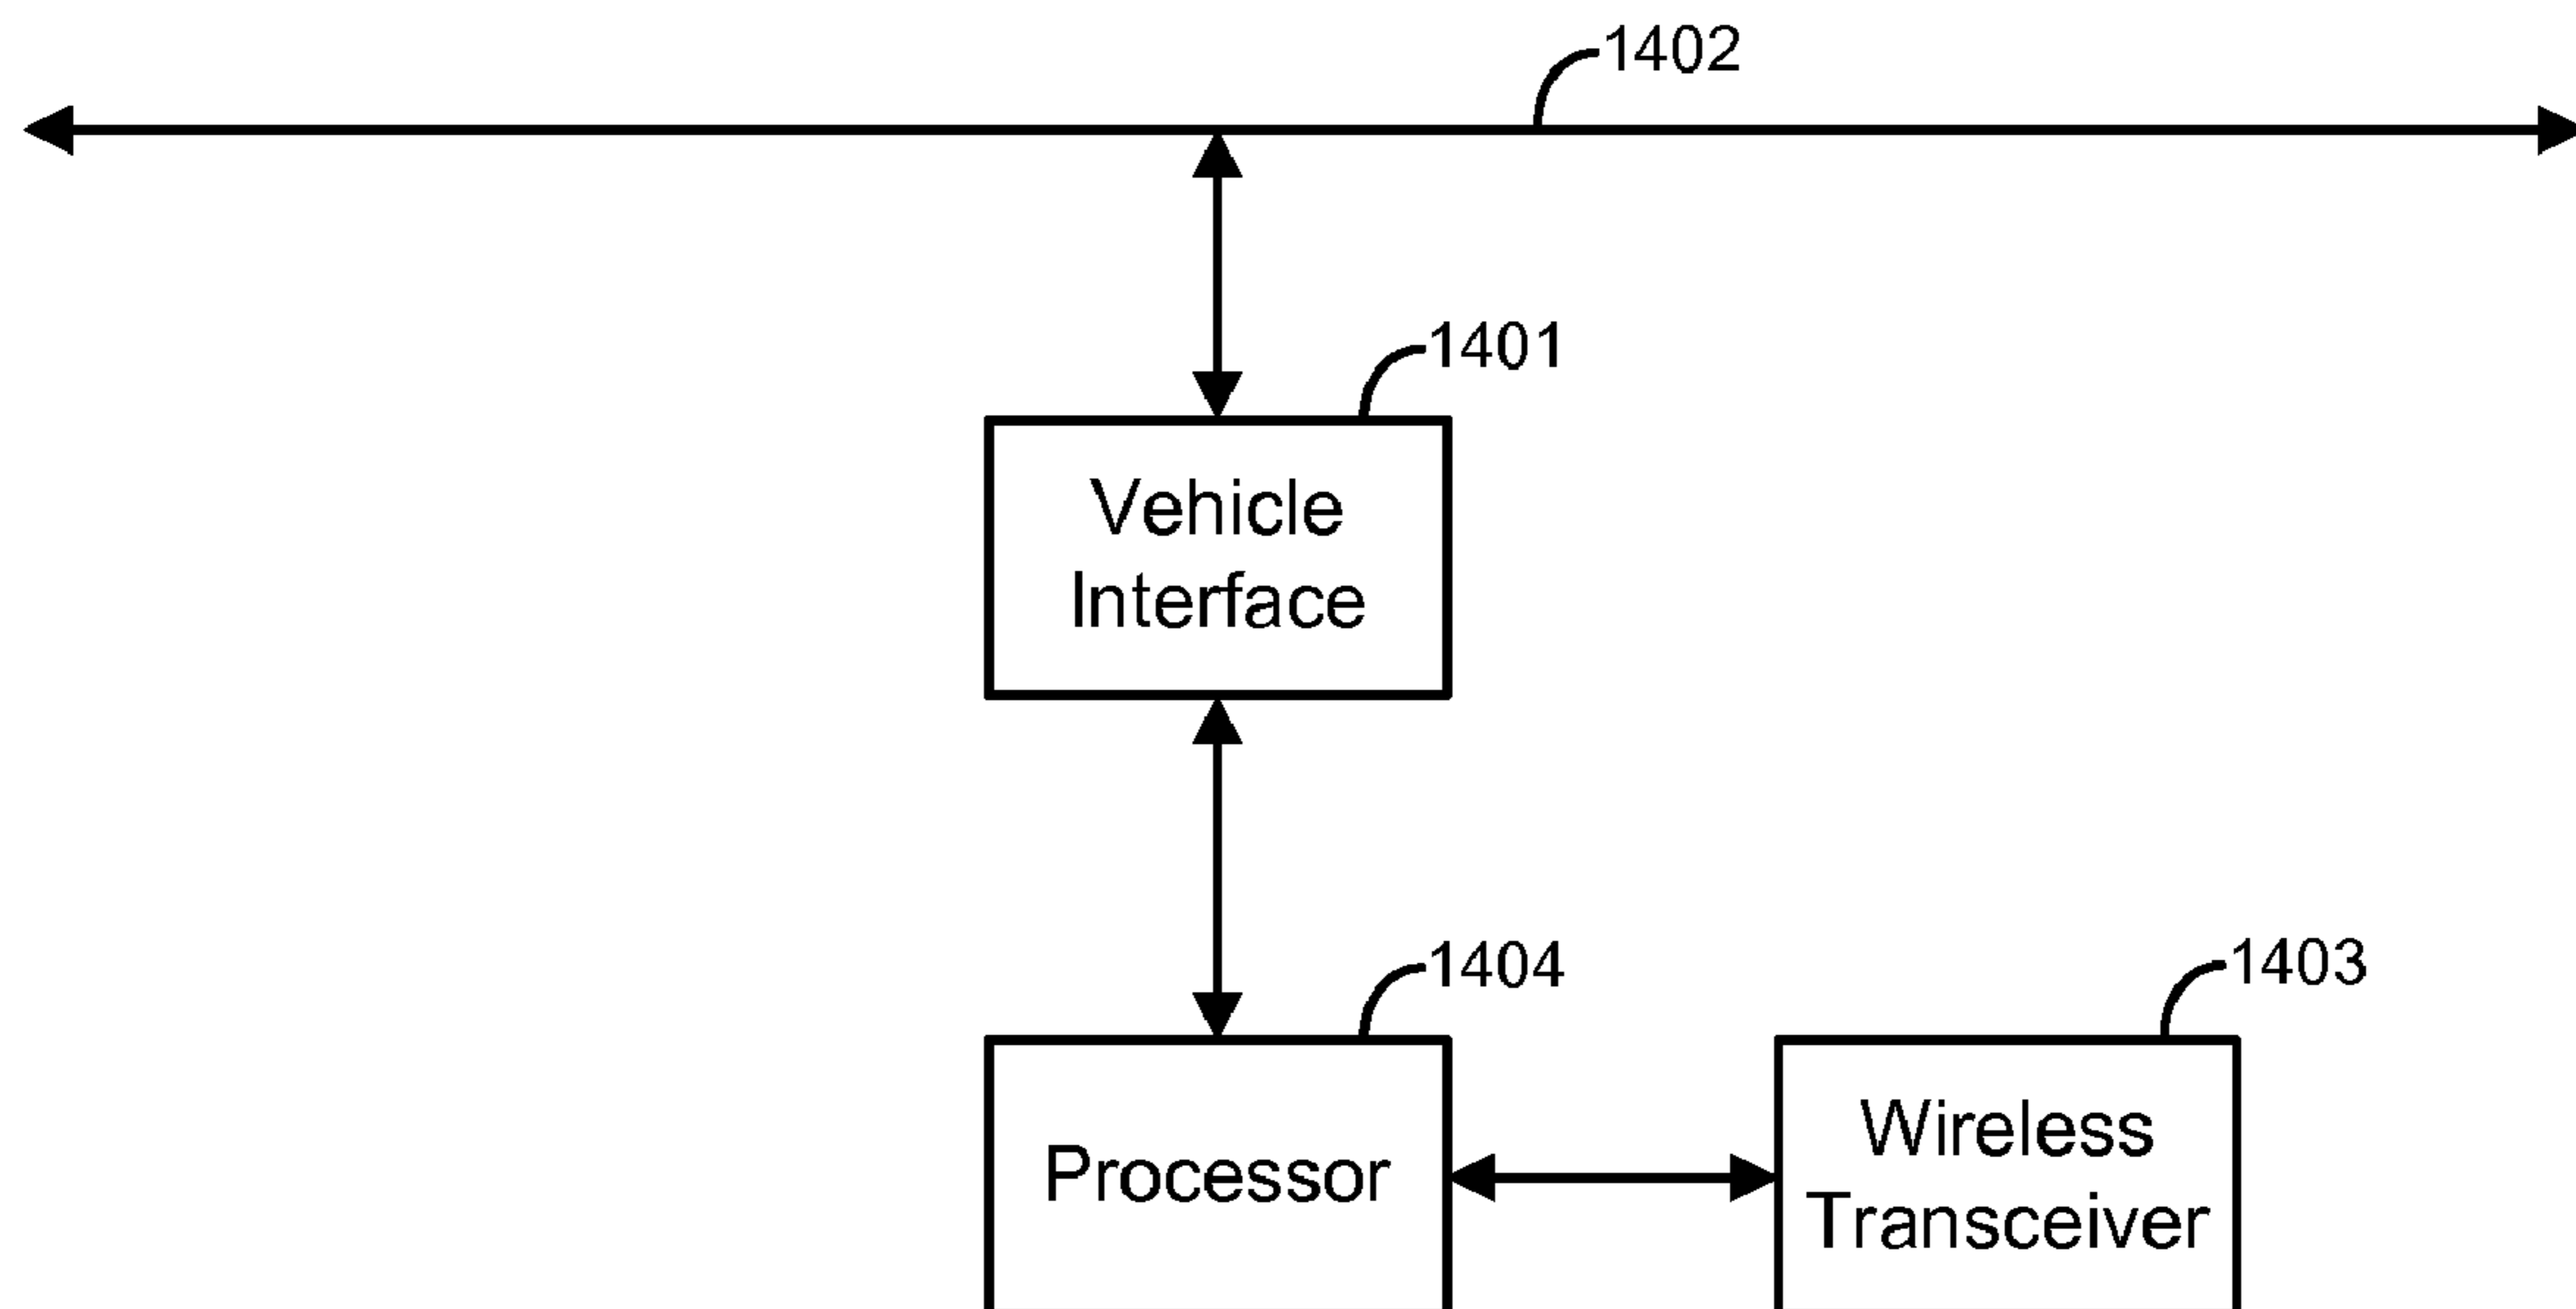 1402
1401
Vehicle
Interface
1404
1403
Processor
Wireless
Transceiver